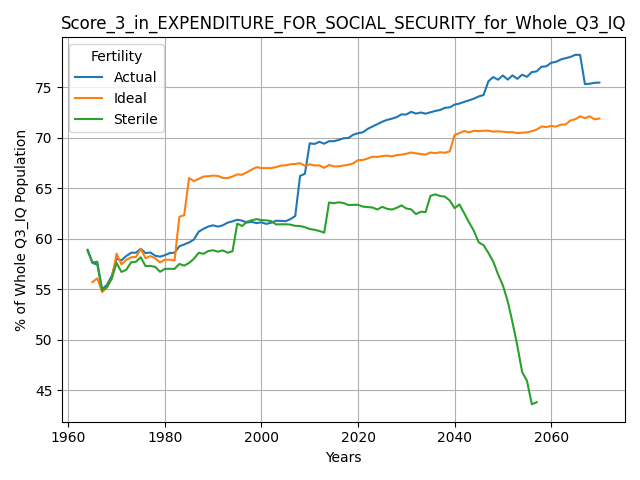 Score_3_in_EXPENDITURE_FOR_SOCIAL_SECURITY_for_Whole_Q3_IQ
Fertility
Actual
Ideal
Sterile
% of Whole Q3_IQ Population
75
70
65
60
55
50
45
1960
1980
2000
2020
2040
2060
Years